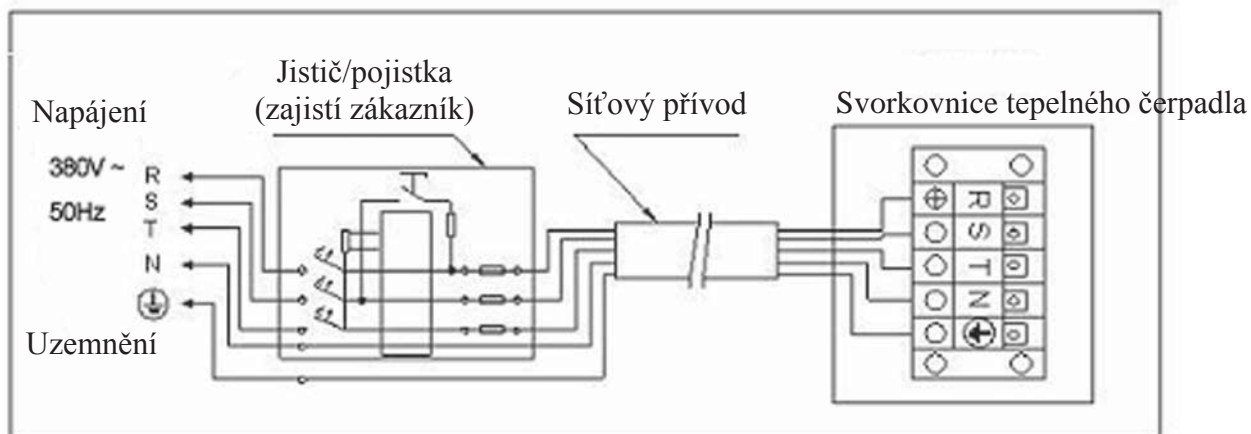 Jistič/pojistka
(zajistí zákazník)
Napájení
Síťový přívod
Svorkovnice tepelného čerpadla
380V ~
50Hz
R
S
T
N
Uzemnění
R
S
T
N